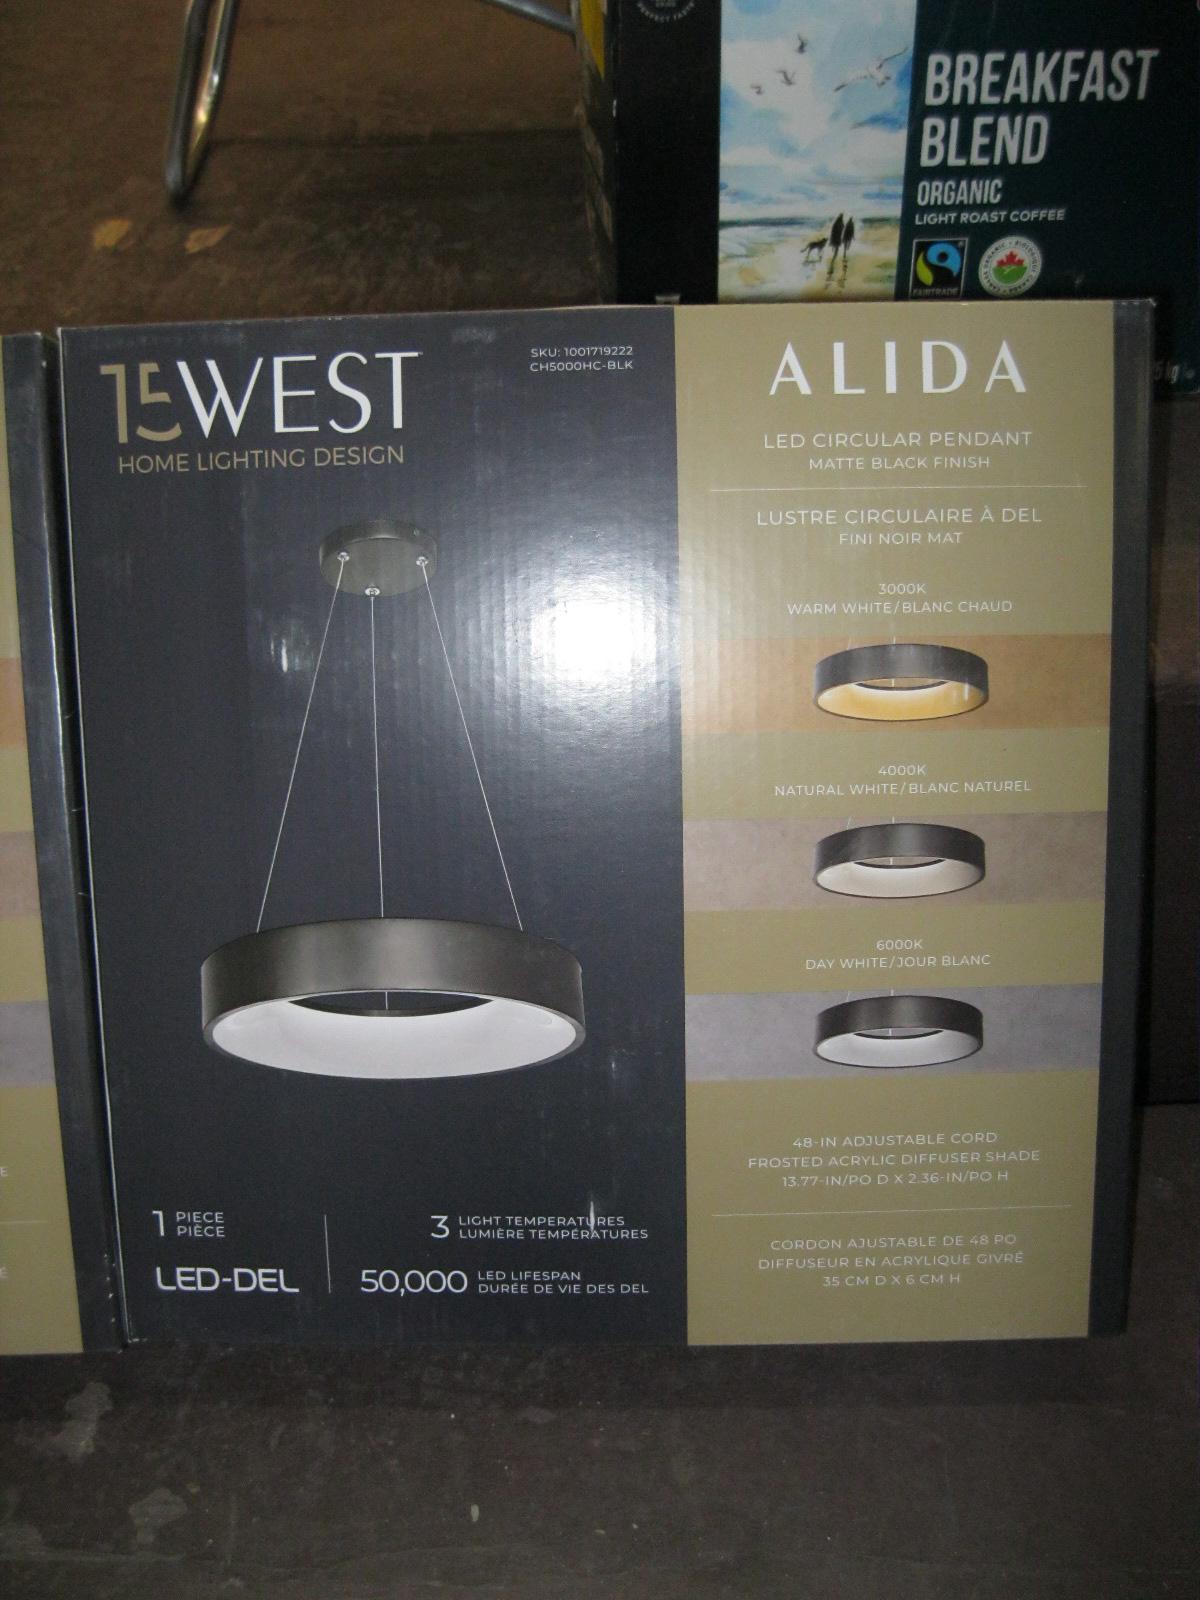 BREAKFAST
BLEND
ORGANIC
LIGHT ROAST COFFEE
FAIRTRADE
15WEST
HOME LIGHTING DESIGN
SKU: 1001719222
CH5000HC-BLK
ALIDA
LED CIRCULAR PENDANT
MATTE BLACK FINISH
LUSTRE CIRCULAIRE À DEL
FINI NOIR MAT
3000K
WARM WHITE/BLANC CHAUD
4000K
NATURAL WHITE/BLANC NATUREL
6000K
DAY WHITE/JOUR BLANC
48-IN ADJUSTABLE CORD
FROSTED ACRYLIC DIFFUSER SHADE
13.77-IN/PO D X 2.36-IN/PO H
CORDON AJUSTABLE DE 48 PO
DIFFUSEUR EN ACRYLIQUE GIVRÉ
35 CM D X 6 CM H
1 PIECE
PIÈCE
3 LIGHT TEMPERATURES
LUMIÈRE TEMPÉRATURES
LED-DEL
50,000 LED LIFESPAN
DURÉE DE VIE DES DEL